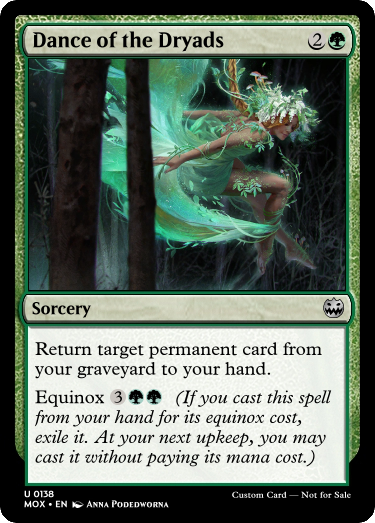 Dance of the Dryads 2
Sorcery
Return target permanent card from
your graveyard to your hand.
Equinox 3 (If you cast this spell
from your hand for its equinox cost,
exile it. At your next upkeep, you may
cast it without paying its mana cost.)
U 0138
Custom Card — Not for Sale
MOX • EN Anna Podedworna